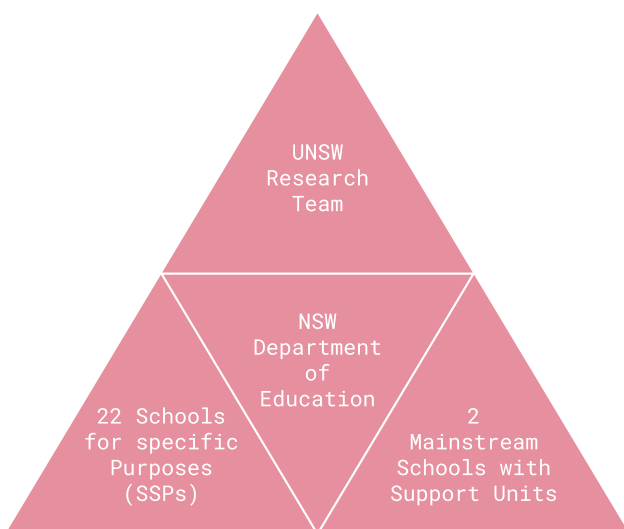 UNSW
Research
Team
NSW
Department
of
Education
22 Schools
for specific
Purposes
(SSPs)
2
Mainstream
Schools with
Support Units